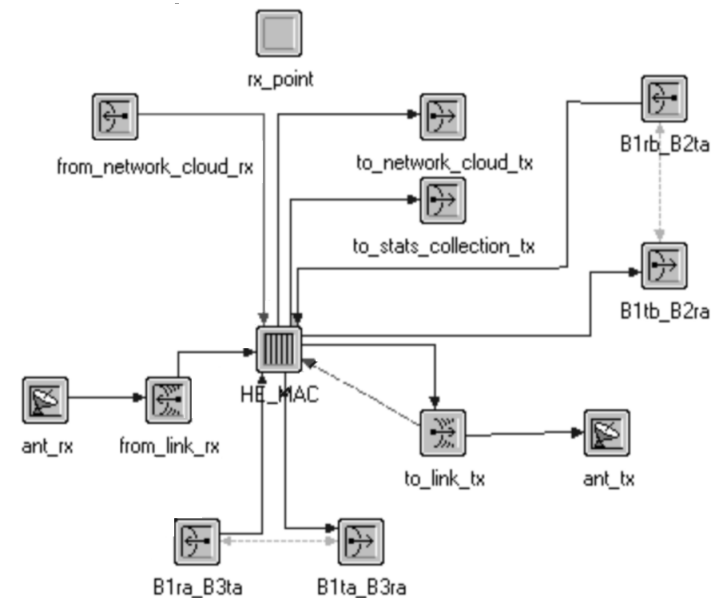 rx_point
from_network_cloud_rx
to_network_cloud_tx
B1rb_B2ta
to_stats_collection_tx
B1tb_B2ra
HE_MAC
ant_rx
from_link_rx
to_link_tx
ant_tx
B1ra_B3ta
B1ta_B3ra